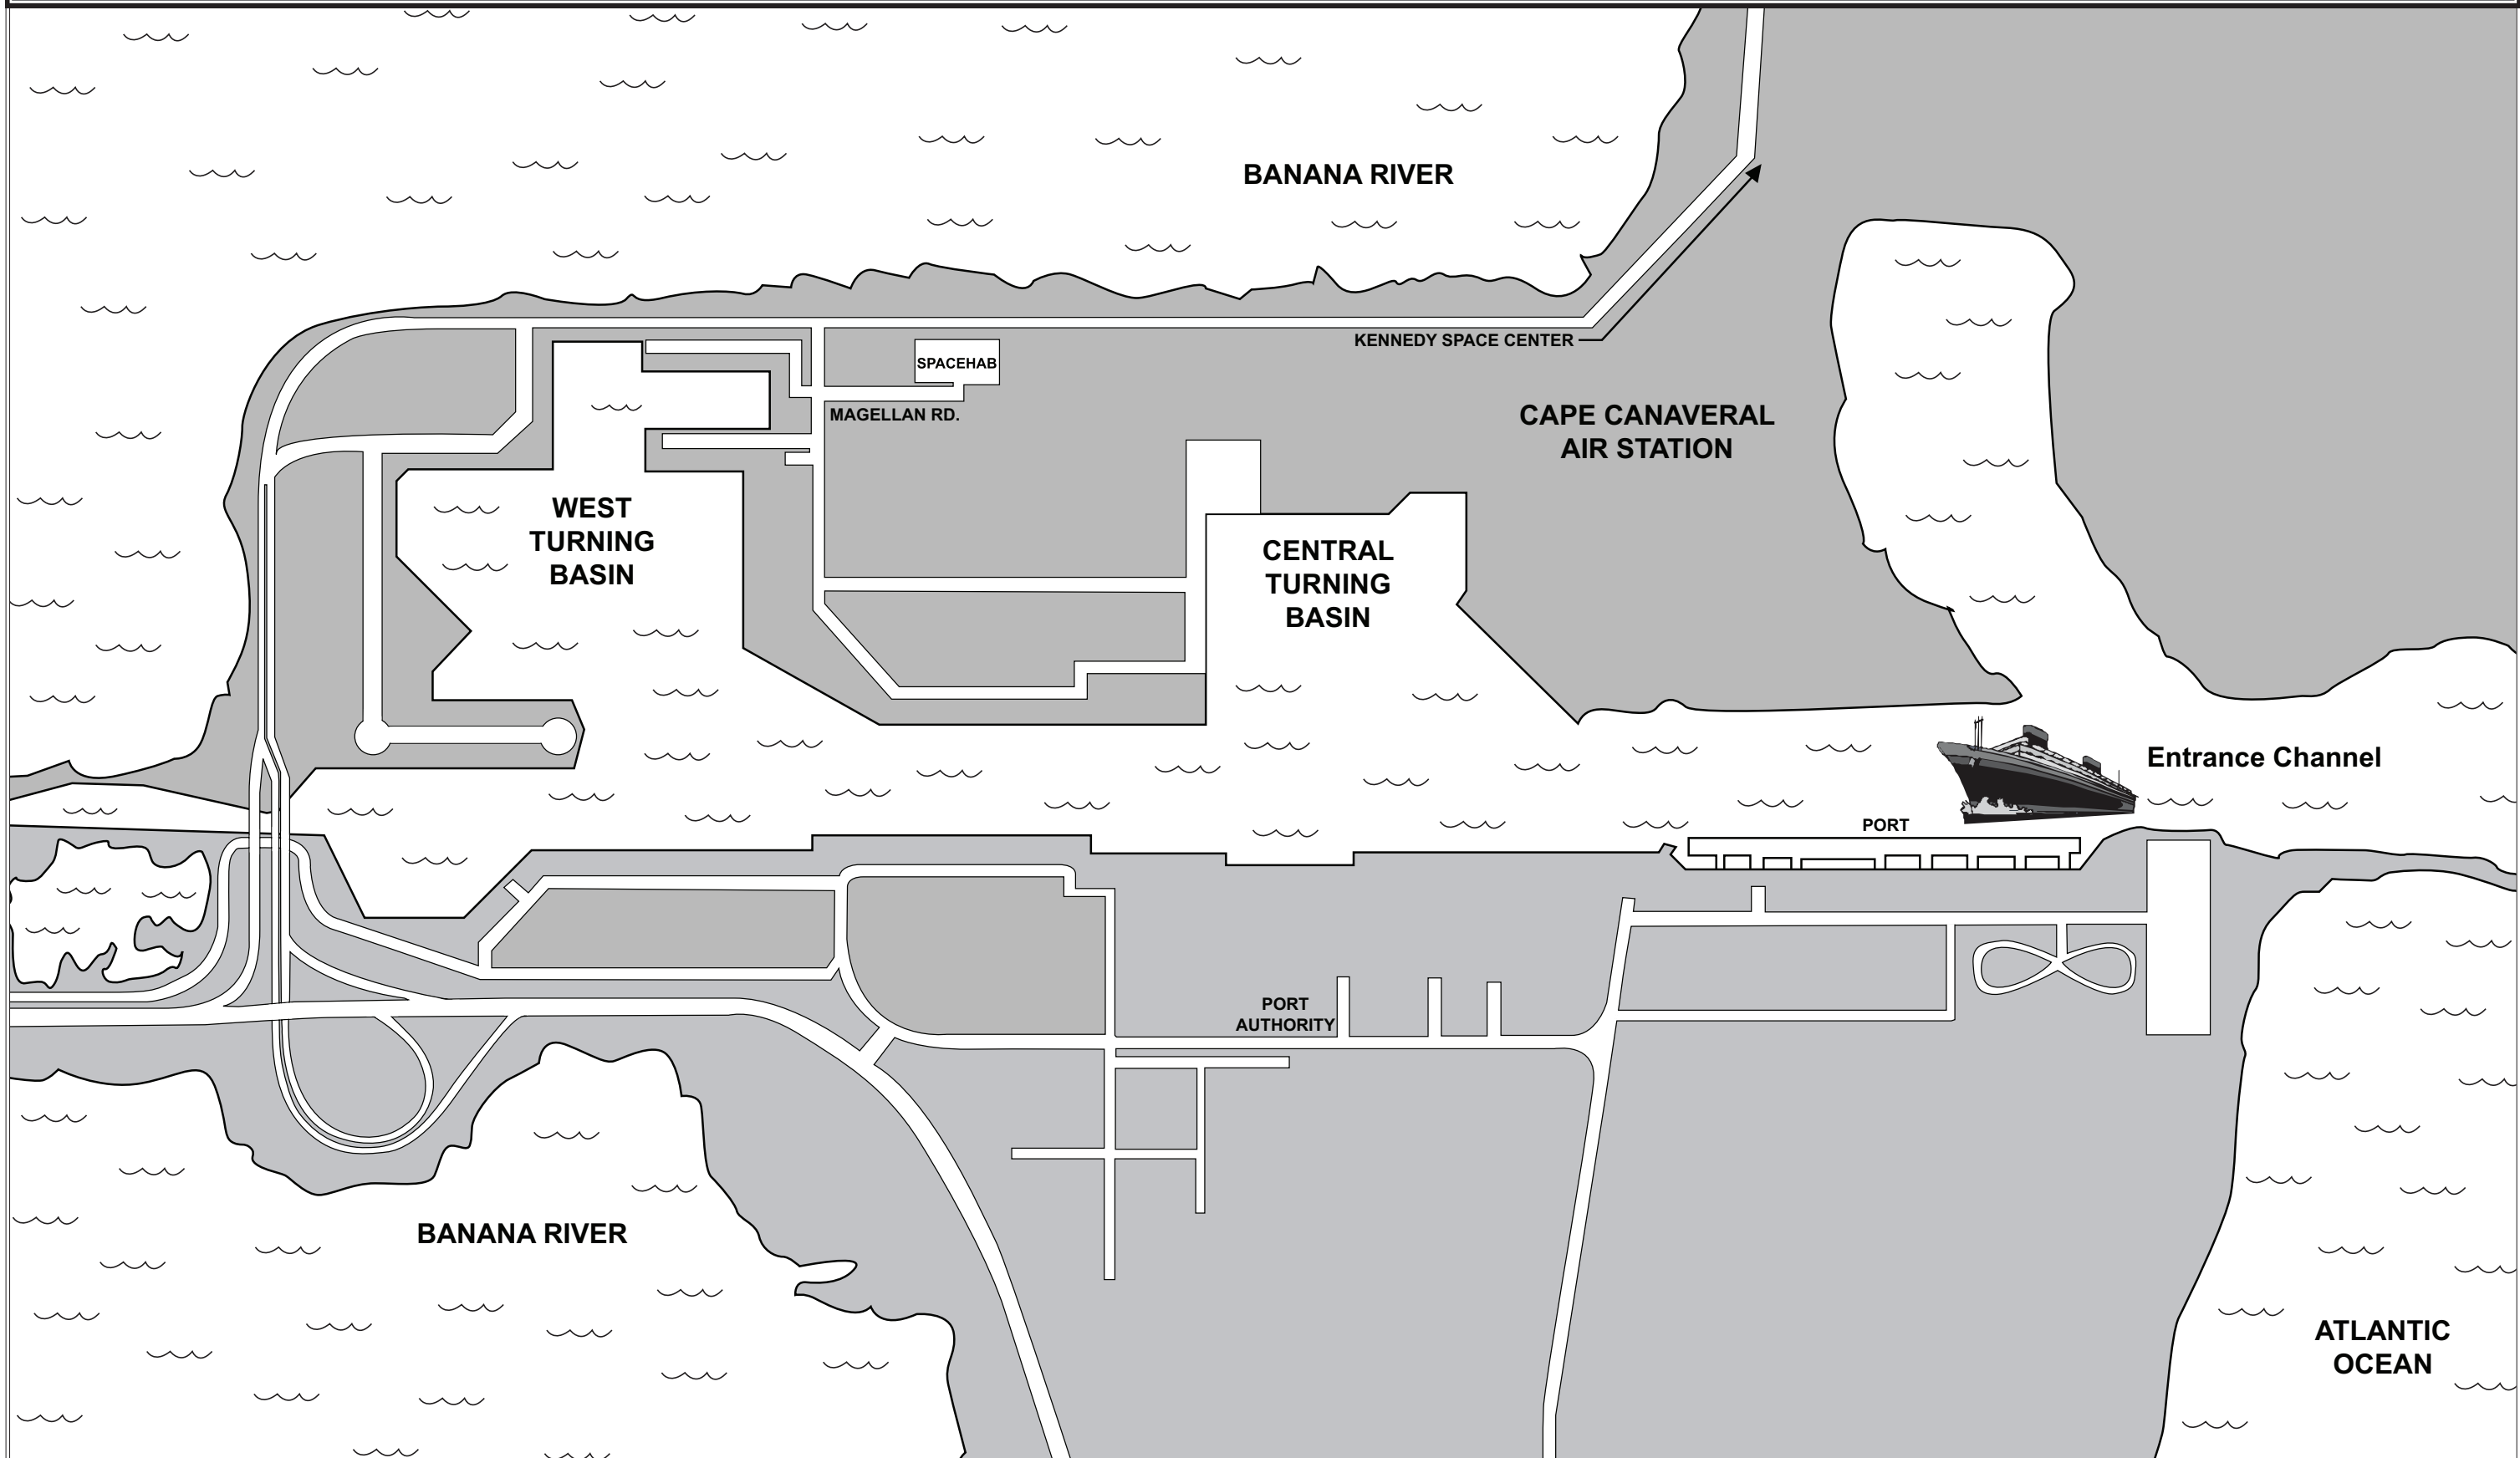 BANANA RIVER
KENNEDY SPACE CENTER
SPACEHAB
MAGELLAN RD.
CAPE CANAVERAL
AIR STATION
WEST
TURNING
BASIN
CENTRAL
TURNING
BASIN
Entrance Channel
PORT
PORT
AUTHORITY
BANANA RIVER
ATLANTIC
OCEAN